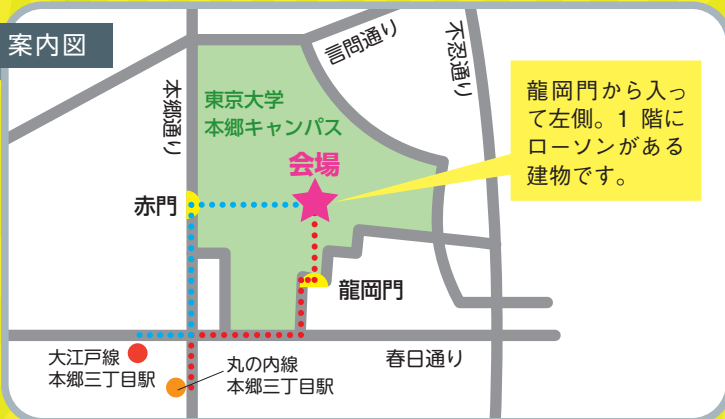 案内図
言問通り
不忍通り
本郷通り
東京大学
本郷キャンパス
会場
龍岡門から入っ
て左側。1 階に
ローソンがある
建物です。
赤門
龍岡門
大江戸線
本郷三丁目駅
丸の内線
本郷三丁目駅
春日通り